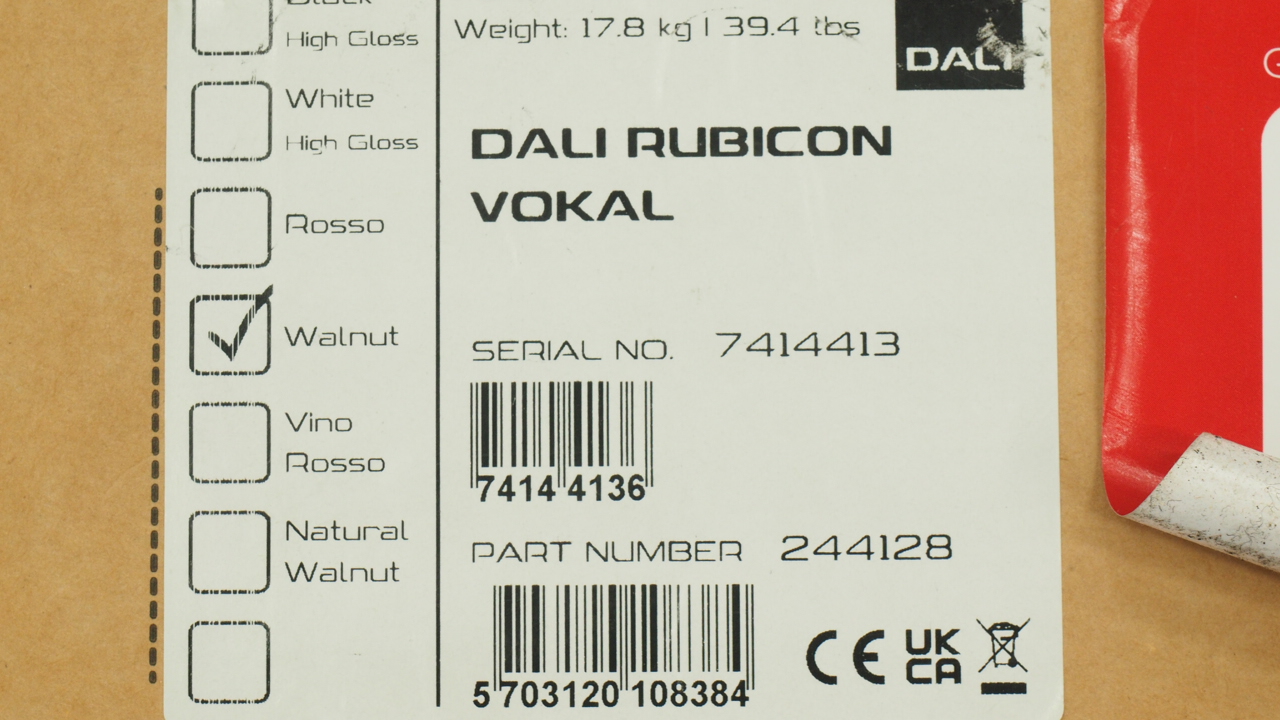 Black
High Gloss
White
High Gloss
Rosso
Walnut
Vino
Rosso
Natural
Walnut
Weight: 17.8 kg | 39.4 lbs
DALI
DALI RUBICON
VOKAL
SERIAL NO. 7414413
7414 4136
PART NUMBER 244128
5 703120 108384
CE UK
CA